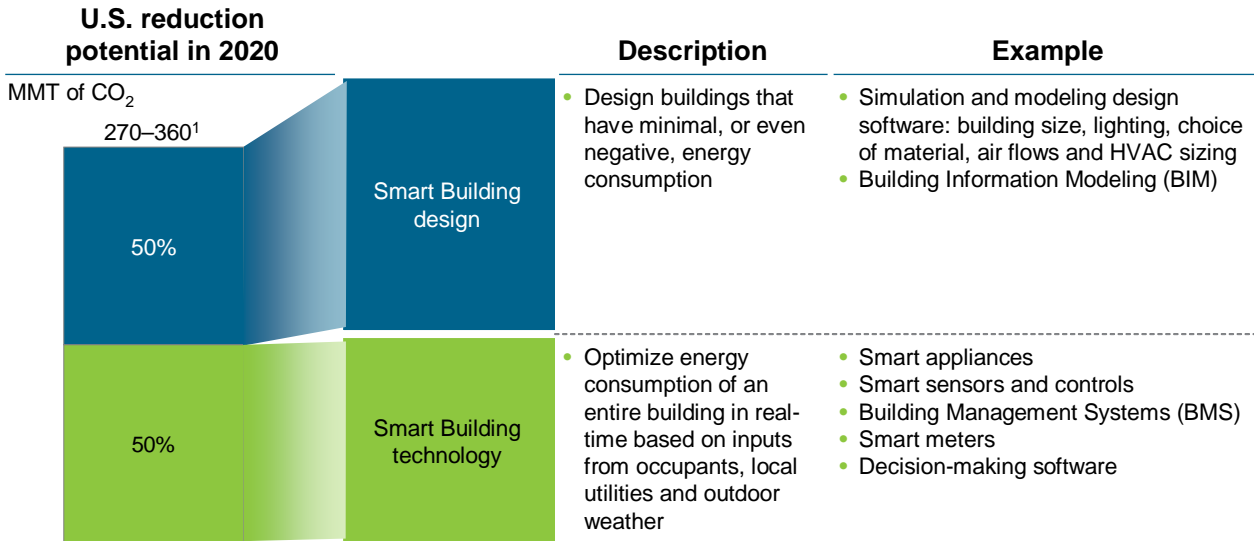 U.S. reduction
potential in 2020
Description
Example
MMT of CO₂
270–360¹
50%
Smart Building
design
• Design buildings that
have minimal, or even
negative, energy
consumption
• Simulation and modeling design
software: building size, lighting, choice
of material, air flows and HVAC sizing
• Building Information Modeling (BIM)
50%
Smart Building
technology
• Optimize energy
consumption of an
entire building in real-
time based on inputs
from occupants, local
utilities and outdoor
weather
• Smart appliances
• Smart sensors and controls
• Building Management Systems (BMS)
• Smart meters
• Decision-making software